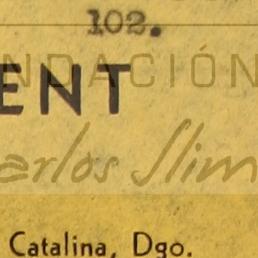 102.
NDACIÓN
ENT
arlos Slim
Catalina, Dgo.